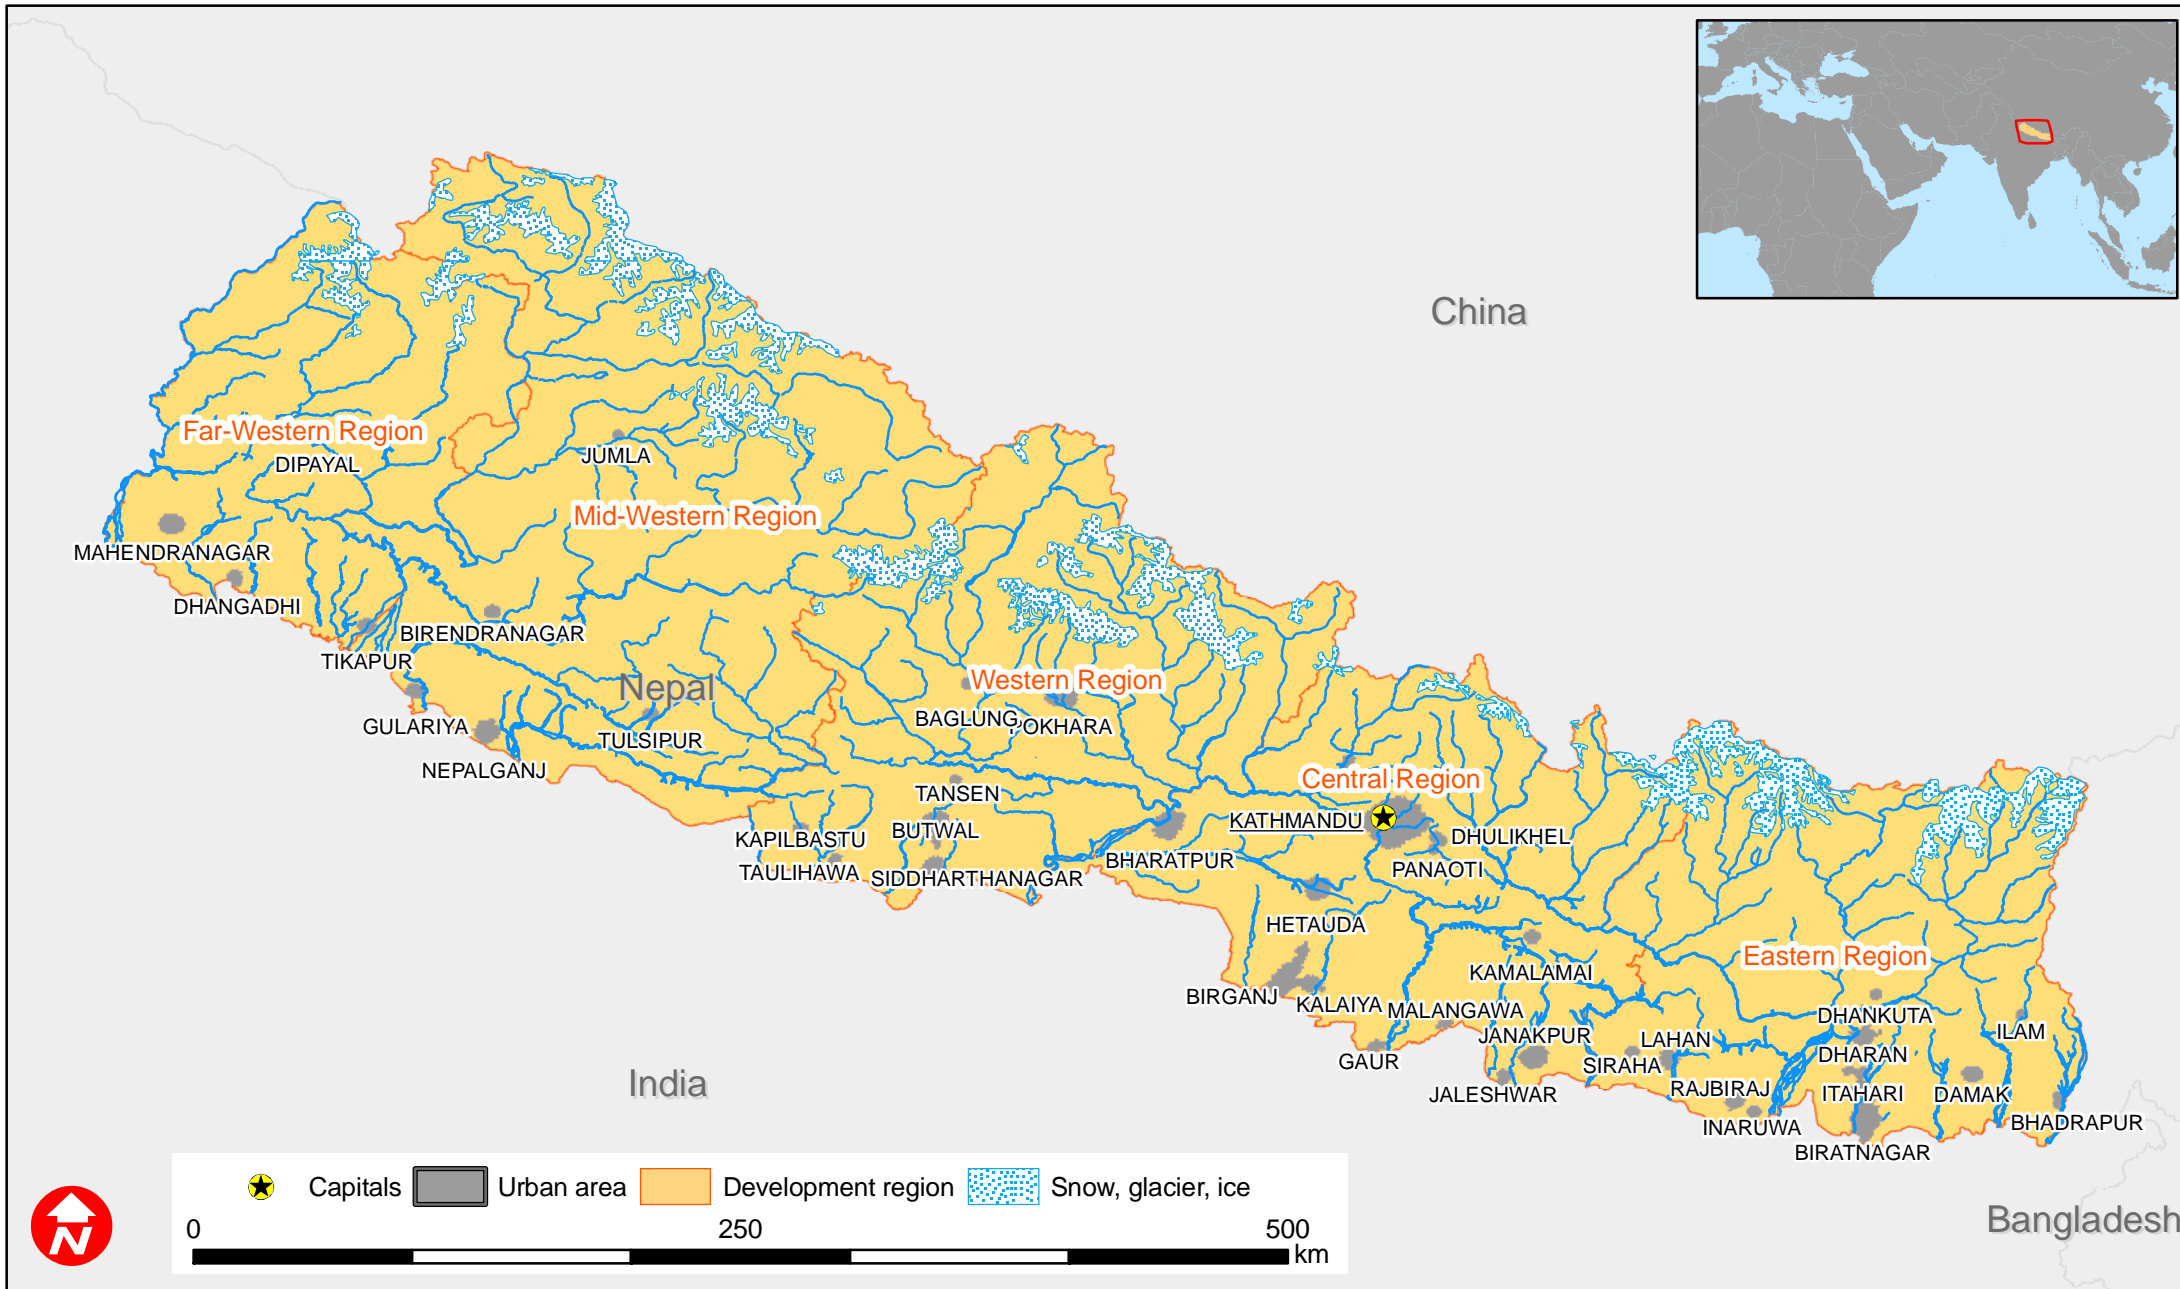 China
Far-Western Region
DIPAYAL
JUMLA
Mid-Western Region
MAHENDRANAGAR
DHANGADHI
BIRENDRANAGAR
TIKAPUR
Nepal
Western Region
GULARIYA
BAGLUNG
POKHARA
TULSIPUR
NEPALGANJ
Central Region
TANSEN
KATHMANDU
KAPILBASTU
BUTWAL
DHULIKHEL
BHARATPUR
TAULIHAWA
SIDDHARTHANAGAR
PANAOTI
HETAUDA
Eastern Region
KAMALAMAI
BIRGANJ
KALAIYA
MALANGAWA
DHANKUTA
JANAKPUR
LAHAN
ILAM
GAUR
SIRAHA
DHARAN
India
JALESHWAR
RAJBIRAJ
ITAHARI
DAMAK
INARUWA
BHADRAPUR
BIRATNAGAR
Capitals
Urban area
Development region
Snow, glacier, ice
N
0 250 500
km
Bangladesh